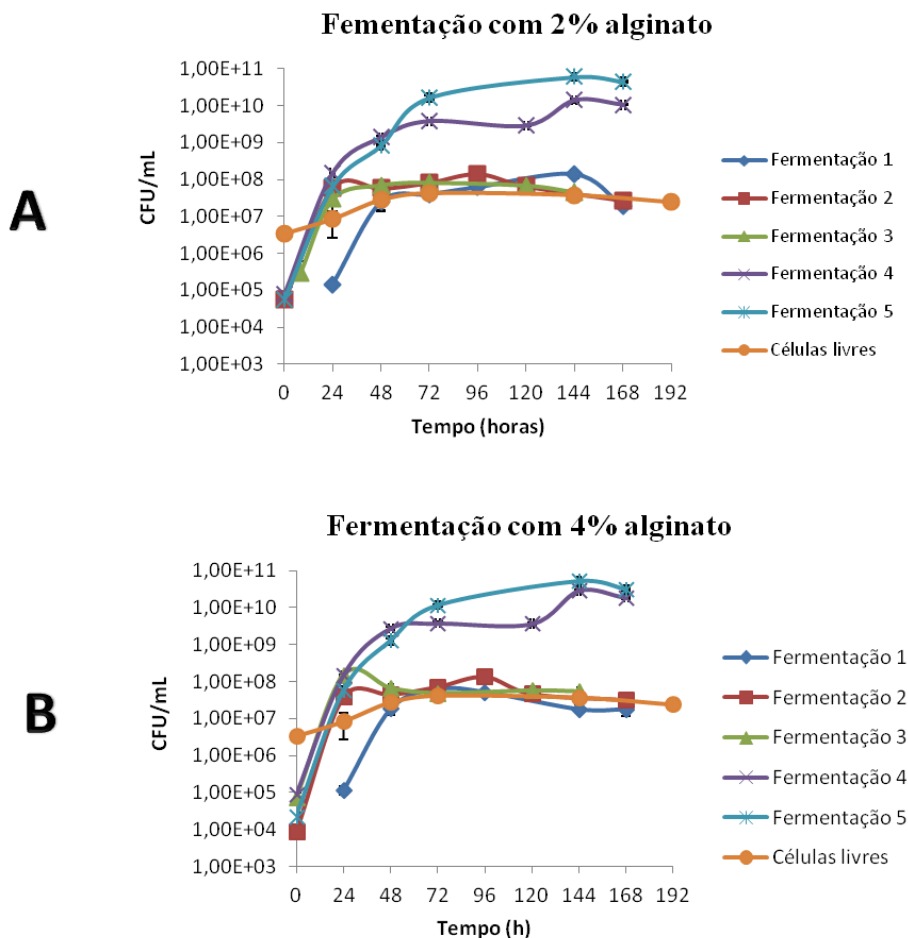 Fementação com 2% alginato
A
CFU/mL
1,00E+11
1,00E+10
1,00E+09
1,00E+08
1,00E+07
1,00E+06
1,00E+05
1,00E+04
1,00E+03
0 24 48 72 96 120 144 168 192
Tempo (horas)
Fermentação 1
Fermentação 2
Fermentação 3
Fermentação 4
Fermentação 5
Células livres
Fermentação com 4% alginato
B
CFU/mL
1,00E+11
1,00E+10
1,00E+09
1,00E+08
1,00E+07
1,00E+06
1,00E+05
1,00E+04
1,00E+03
0 24 48 72 96 120 144 168 192
Tempo (h)
Fermentação 1
Fermentação 2
Fermentação 3
Fermentação 4
Fermentação 5
Células livres